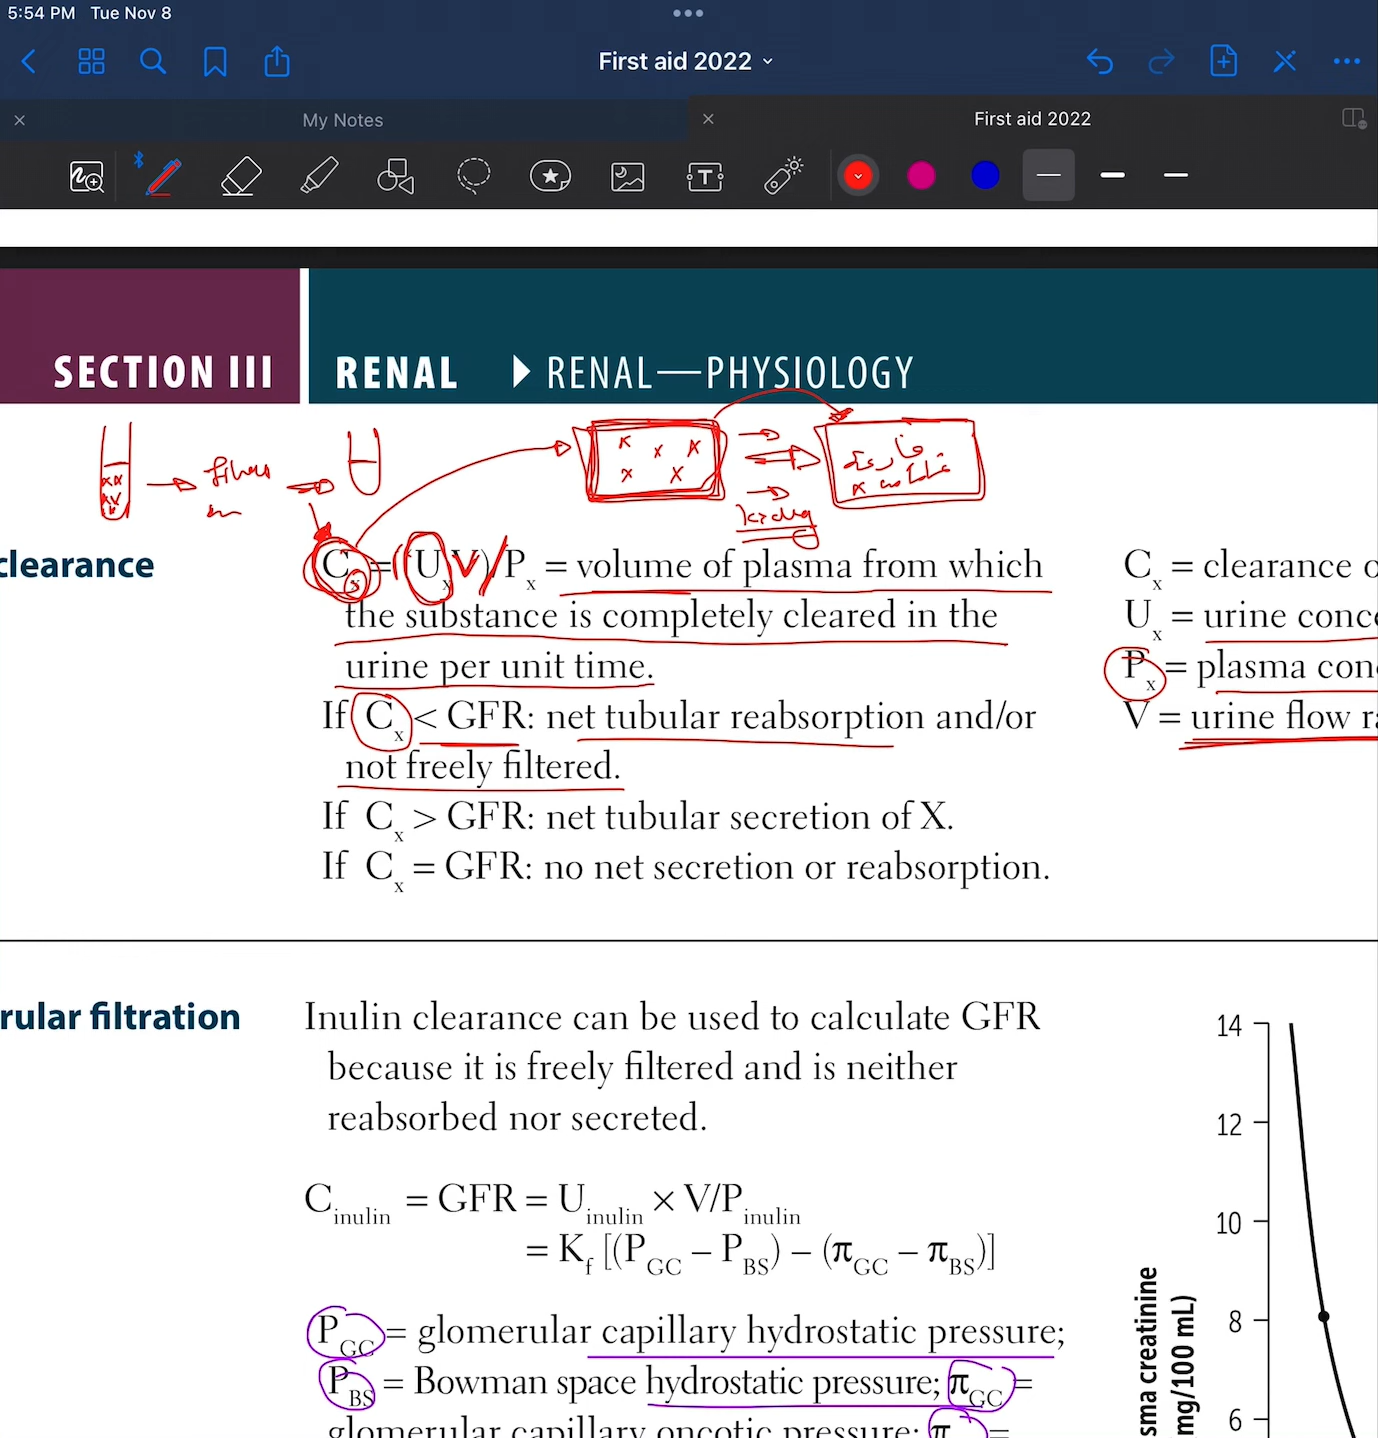 5:54 PM Tue Nov 8
First aid 2022
My Notes
First aid 2022
SECTION III
RENAL ▶ RENAL—PHYSIOLOGY
kidney
clearance
Cx = (UxV)/Px = volume of plasma from which
the substance is completely cleared in the
urine per unit time.
If Cx < GFR: net tubular reabsorption and/or
not freely filtered.
If Cx > GFR: net tubular secretion of X.
If Cx = GFR: no net secretion or reabsorption.
Cx = clearance o
Ux = urine conc
Px = plasma con
V = urine flow r
rular filtration
Inulin clearance can be used to calculate GFR
because it is freely filtered and is neither
reabsorbed nor secreted.
Cinulin = GFR = Uinulin × V/Pinulin
= Kf [(PGC – PBS) – (πGC – πBS)]
PGC = glomerular capillary hydrostatic pressure;
PBS = Bowman space hydrostatic pressure; πGC =
glomerular capillary oncotic pressure; π =
14
12
10
8
6
sma creatinine
mg/100 mL)